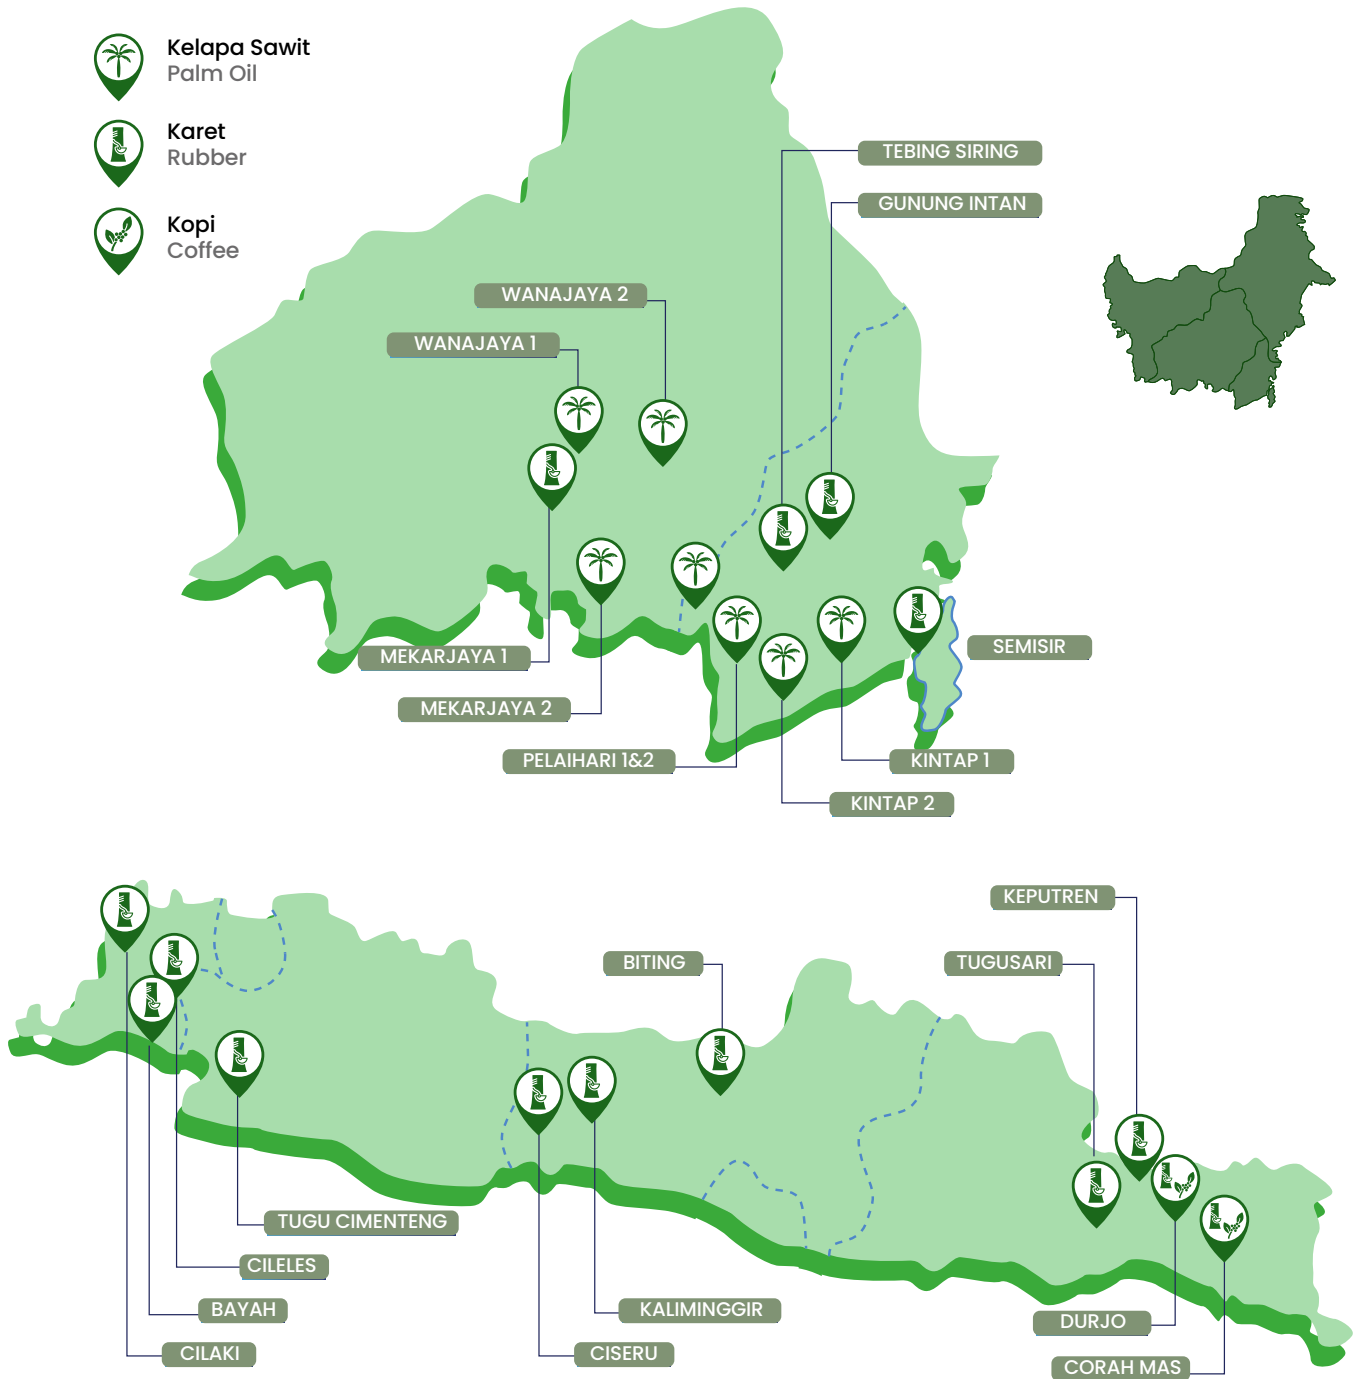 Kelapa Sawit
Palm Oil
Karet
Rubber
Kopi
Coffee
TEBING SIRING
GUNUNG INTAN
WANAJAYA 2
WANAJAYA 1
SEMISIR
MEKARJAYA 1
MEKARJAYA 2
PELAIHARI 1&2
KINTAP 1
KINTAP 2
KEPUTREN
BITING
TUGUSARI
TUGU CIMENTENG
CILELES
BAYAH
KALIMINGGIR
DURJO
CILAKI
CISERU
CORAH MAS